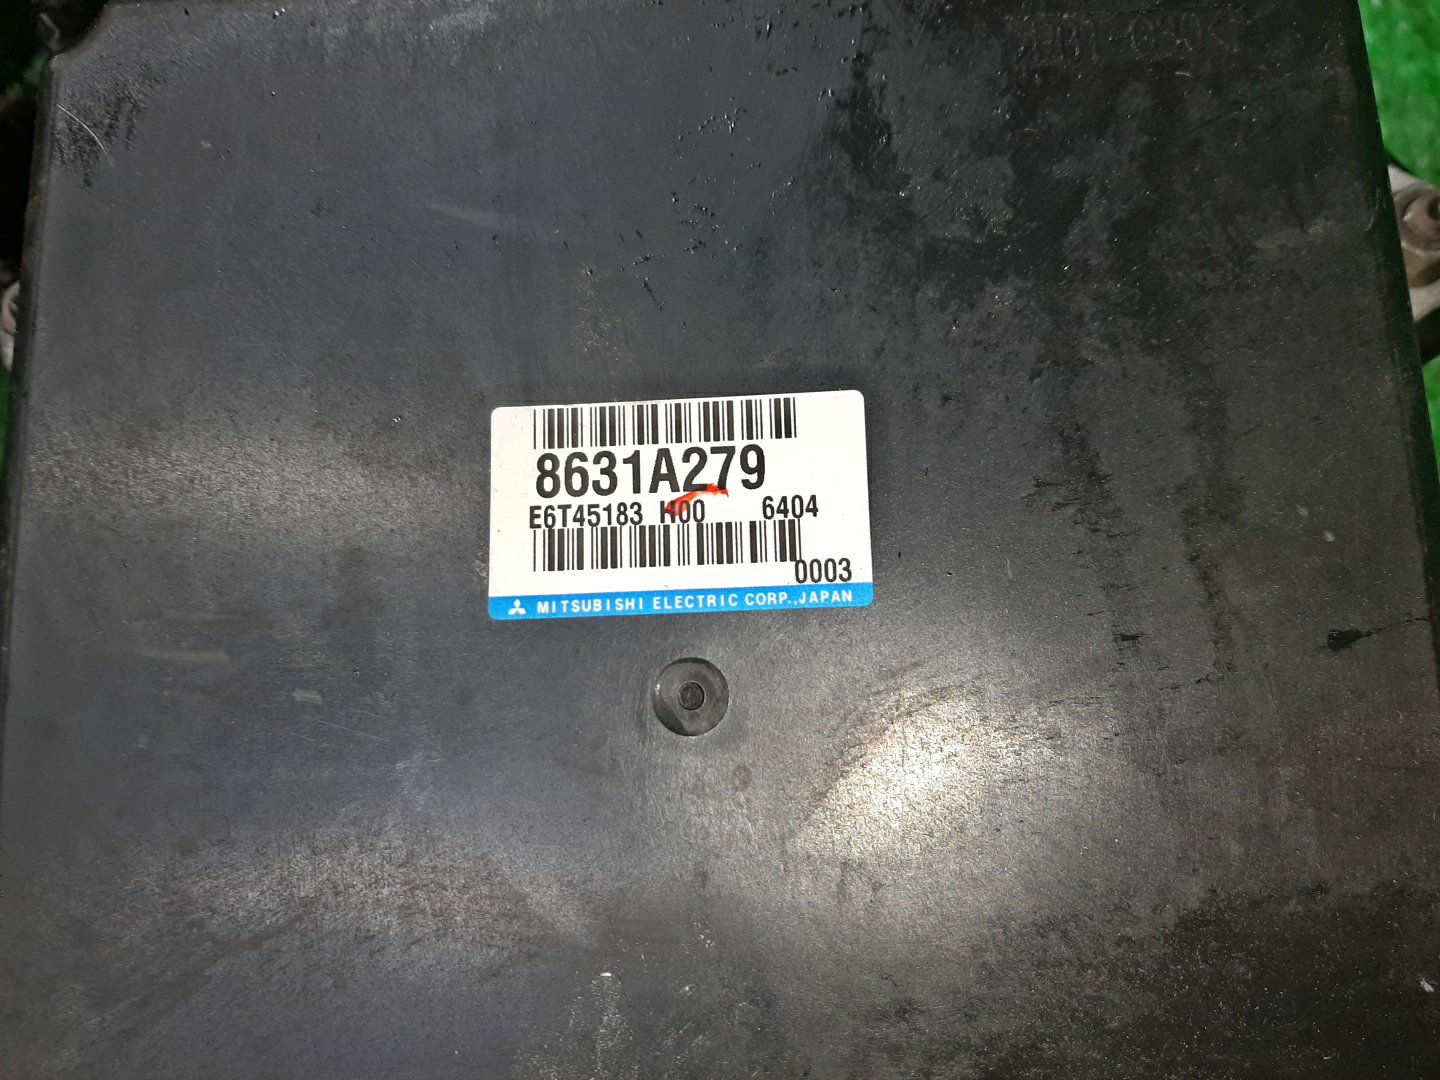 8631A279
E6T45183 H00 6404
0003
MITSUBISHI ELECTRIC CORP.,JAPAN